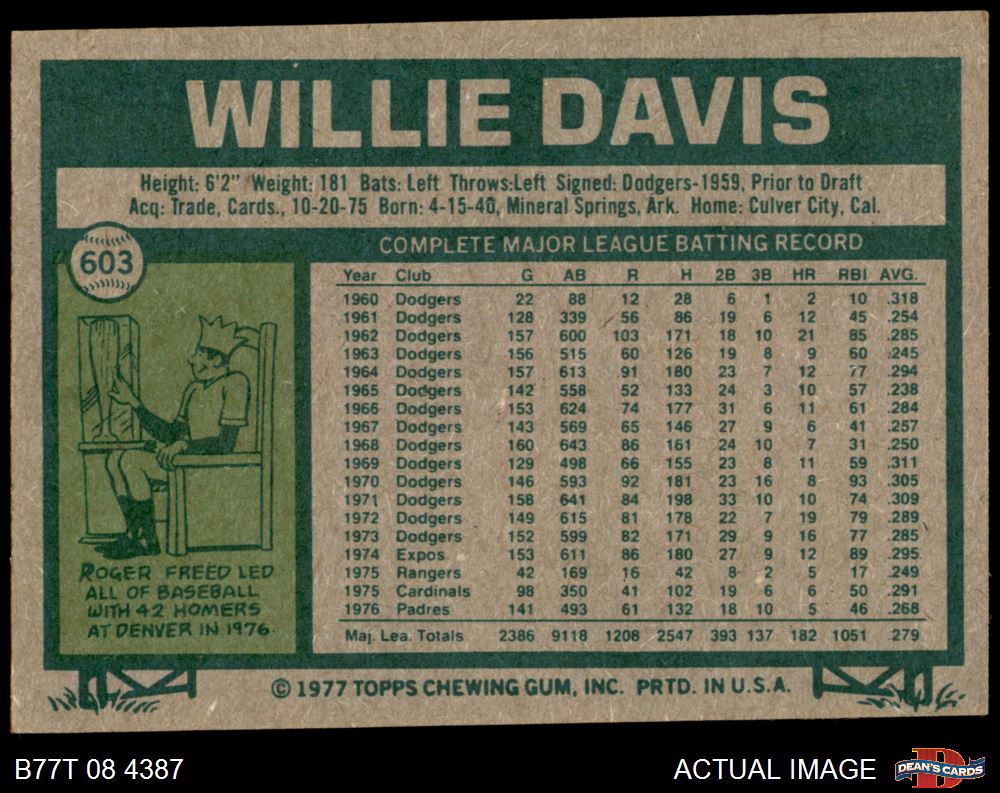 WILLIE DAVIS
Height: 6'2" Weight: 181 Bats: Left Throws:Left Signed: Dodgers-1959, Prior to Draft
Acq: Trade, Cards., 10-20-75 Born: 4-15-40, Mineral Springs, Ark. Home: Culver City, Cal.
603
COMPLETE MAJOR LEAGUE BATTING RECORD
Year Club G AB R H 2B 3B HR RBI AVG.
1960 Dodgers 22 88 12 28 6 1 2 10 .318
1961 Dodgers 128 339 56 86 19 6 12 45 .254
1962 Dodgers 157 600 103 171 18 10 21 85 .285
1963 Dodgers 156 515 60 126 19 8 9 60 .245
1964 Dodgers 157 613 91 180 23 7 12 77 .294
1965 Dodgers 142 558 52 133 24 3 10 57 .238
1966 Dodgers 153 624 74 177 31 6 11 61 .284
1967 Dodgers 143 569 65 146 27 9 6 41 .257
1968 Dodgers 160 643 86 161 24 10 7 31 .250
1969 Dodgers 129 498 66 155 23 8 11 59 .311
1970 Dodgers 146 593 92 181 23 16 8 93 .305
1971 Dodgers 158 641 84 198 33 10 10 74 .309
1972 Dodgers 149 615 81 178 22 7 19 79 .289
1973 Dodgers 152 599 82 171 29 9 16 77 .285
1974 Expos 153 611 86 180 27 9 12 89 .295
1975 Rangers 42 169 16 42 8 2 5 17 .249
1975 Cardinals 98 350 41 102 19 6 6 50 .291
1976 Padres 141 493 61 132 18 10 5 46 .268
Maj. Lea. Totals 2386 9118 1208 2547 393 137 182 1051 .279
ROGER FREED LED
ALL OF BASEBALL
WITH 42 HOMERS
AT DENVER IN 1976.
© 1977 TOPPS CHEWING GUM, INC. PRTD. IN U.S.A.
B77T 08 4387
ACTUAL IMAGE
DEAN'S CARDS